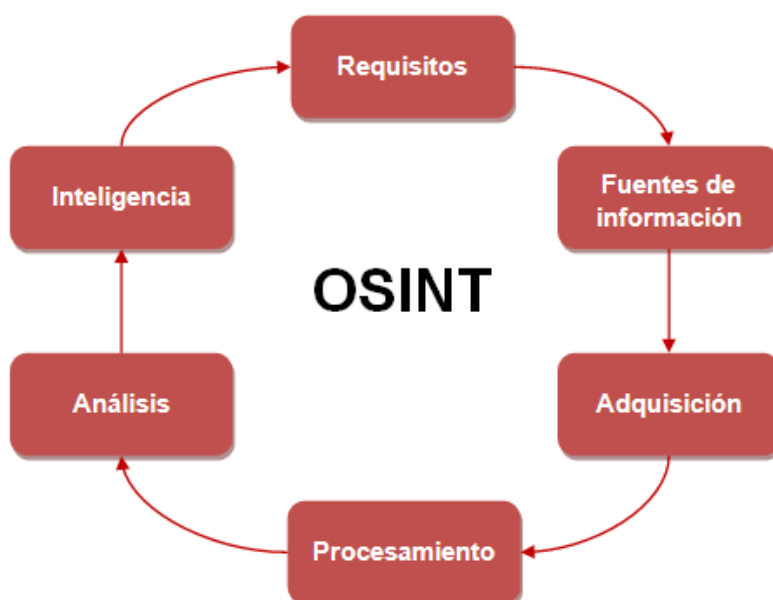 Requisitos
Fuentes de
información
Adquisición
Procesamiento
Análisis
Inteligencia
OSINT